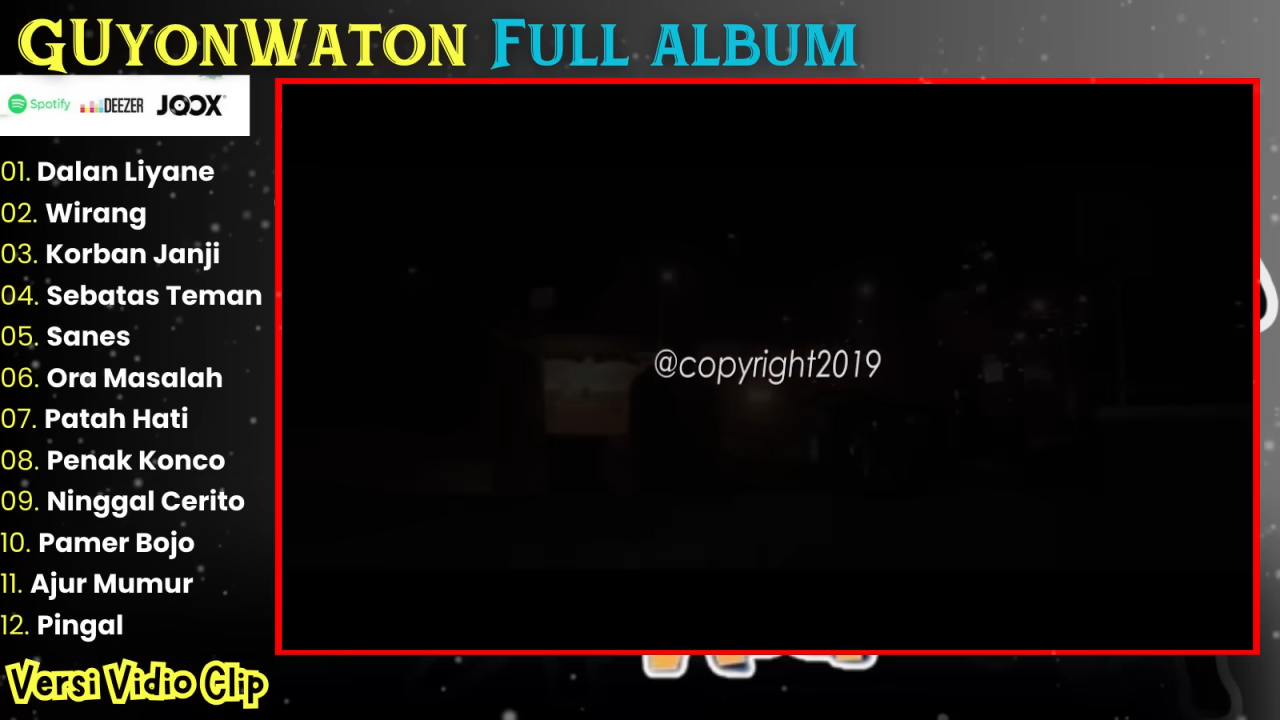 GUYONWATON FULL ALBUM
Spotify DEEZER JOOX
01. Dalan Liyane
02. Wirang
03. Korban Janji
04. Sebatas Teman
05. Sanes
06. Ora Masalah
07. Patah Hati
08. Penak Konco
09. Ninggal Cerito
10. Pamer Bojo
11. Ajur Mumur
12. Pingal
Versi Vidio Clip
@copyright2019